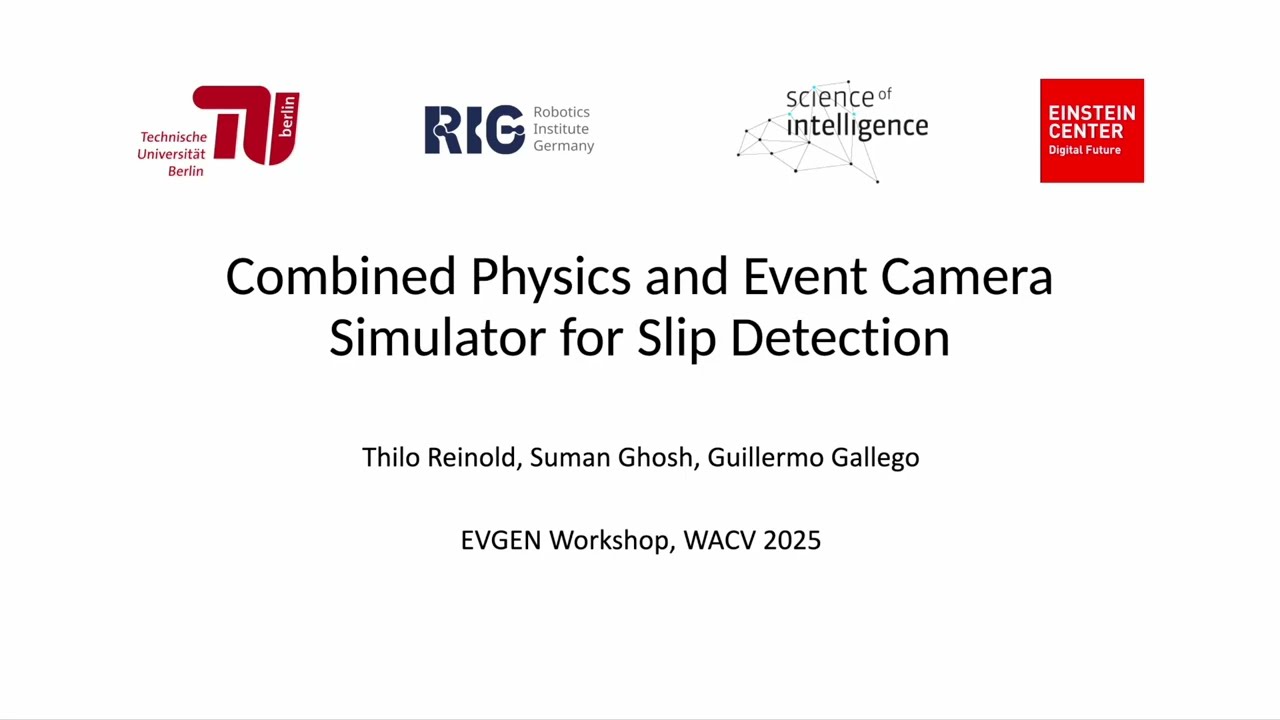 Technische
Universität
Berlin
berlin
RIG
Robotics
Institute
Germany
science of
intelligence
EINSTEIN
CENTER
Digital Future
Combined Physics and Event Camera
Simulator for Slip Detection
Thilo Reinold, Suman Ghosh, Guillermo Gallego
EVGEN Workshop, WACV 2025